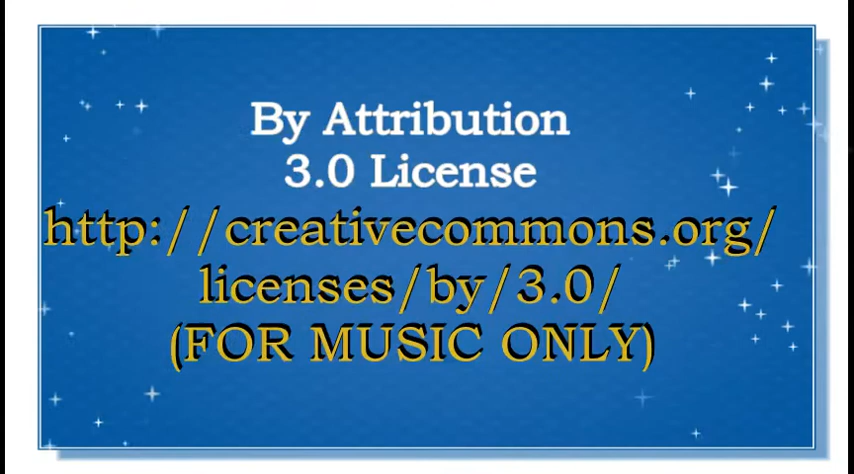 By Attribution
3.0 License
http://creativecommons.org/
licenses/by/3.0/
(FOR MUSIC ONLY)